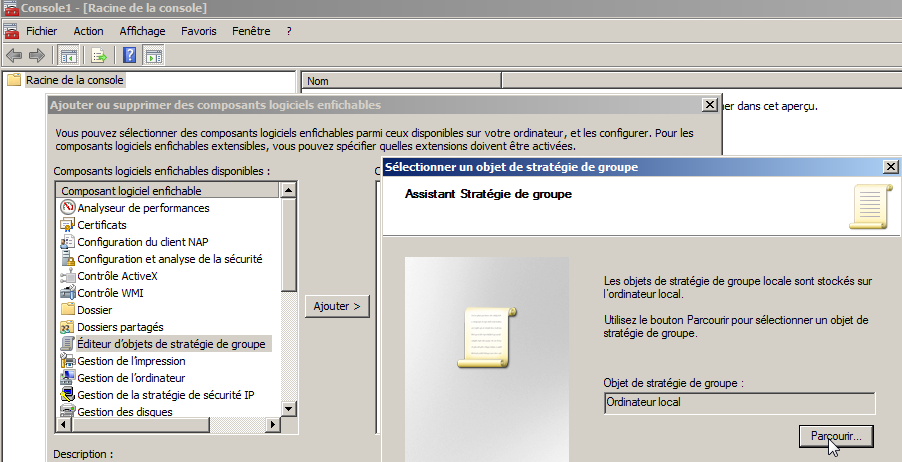 Console1 - [Racine de la console]
Fichier Action Affichage Favoris Fenêtre ?
Racine de la console
Nom
Ajouter ou supprimer des composants logiciels enfichables
er dans cet aperçu.
Vous pouvez sélectionner des composants logiciels enfichables parmi ceux disponibles sur votre ordinateur, et les configurer. Pour les
composants logiciels enfichables extensibles, vous pouvez spécifier quelles extensions doivent être activées.
Composants logiciels enfichables disponibles :
C
Composant logiciel enfichable
Analyseur de performances
Certificats
Configuration du client NAP
Configuration et analyse de la sécurité
Contrôle ActiveX
Contrôle WMI
Dossier
Dossiers partagés
Éditeur d'objets de stratégie de groupe
Gestion de l'impression
Gestion de l'ordinateur
Gestion de la stratégie de sécurité IP
Gestion des disques
Description :
Ajouter >
Sélectionner un objet de stratégie de groupe
Assistant Stratégie de groupe
Les objets de stratégie de groupe locale sont stockés sur
l'ordinateur local.
Utilisez le bouton Parcourir pour sélectionner un objet de
stratégie de groupe.
Objet de stratégie de groupe :
Ordinateur local
Parcourir...